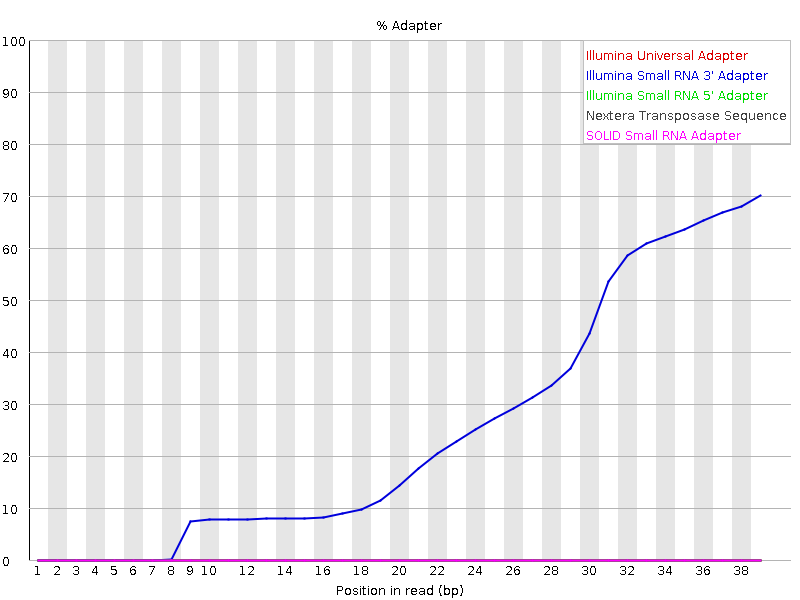 % Adapter
100
90
80
70
60
50
40
30
20
10
0
Illumina Universal Adapter
Illumina Small RNA 3' Adapter
Illumina Small RNA 5' Adapter
Nextera Transposase Sequence
SOLID Small RNA Adapter
1 2 3 4 5 6 7 8 9 10 12 14 16 18 20 22 24 26 28 30 32 34 36 38
Position in read (bp)